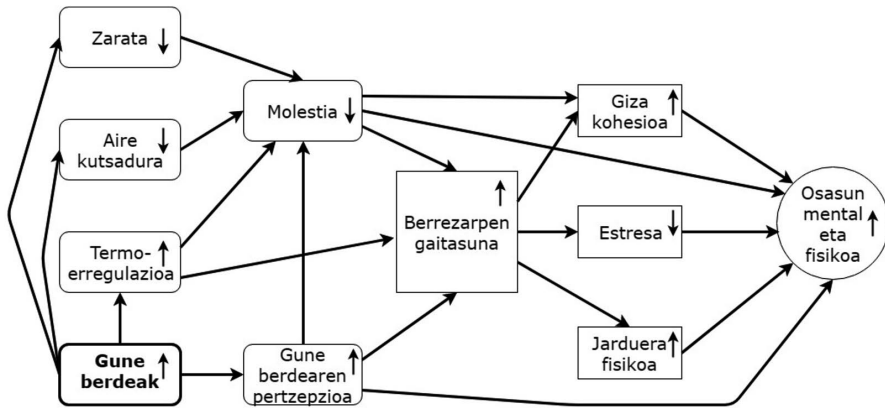 Zarata
Molestia
Giza
kohesioa
Aire
kutsadura
Berrezarpen
gaitasuna
Osasun
mental
eta
fisikoa
Estresa
Termo-
erregulazioa
Gune
berdeak
Gune
berdearen
pertzepzioa
Jarduera
fisikoa